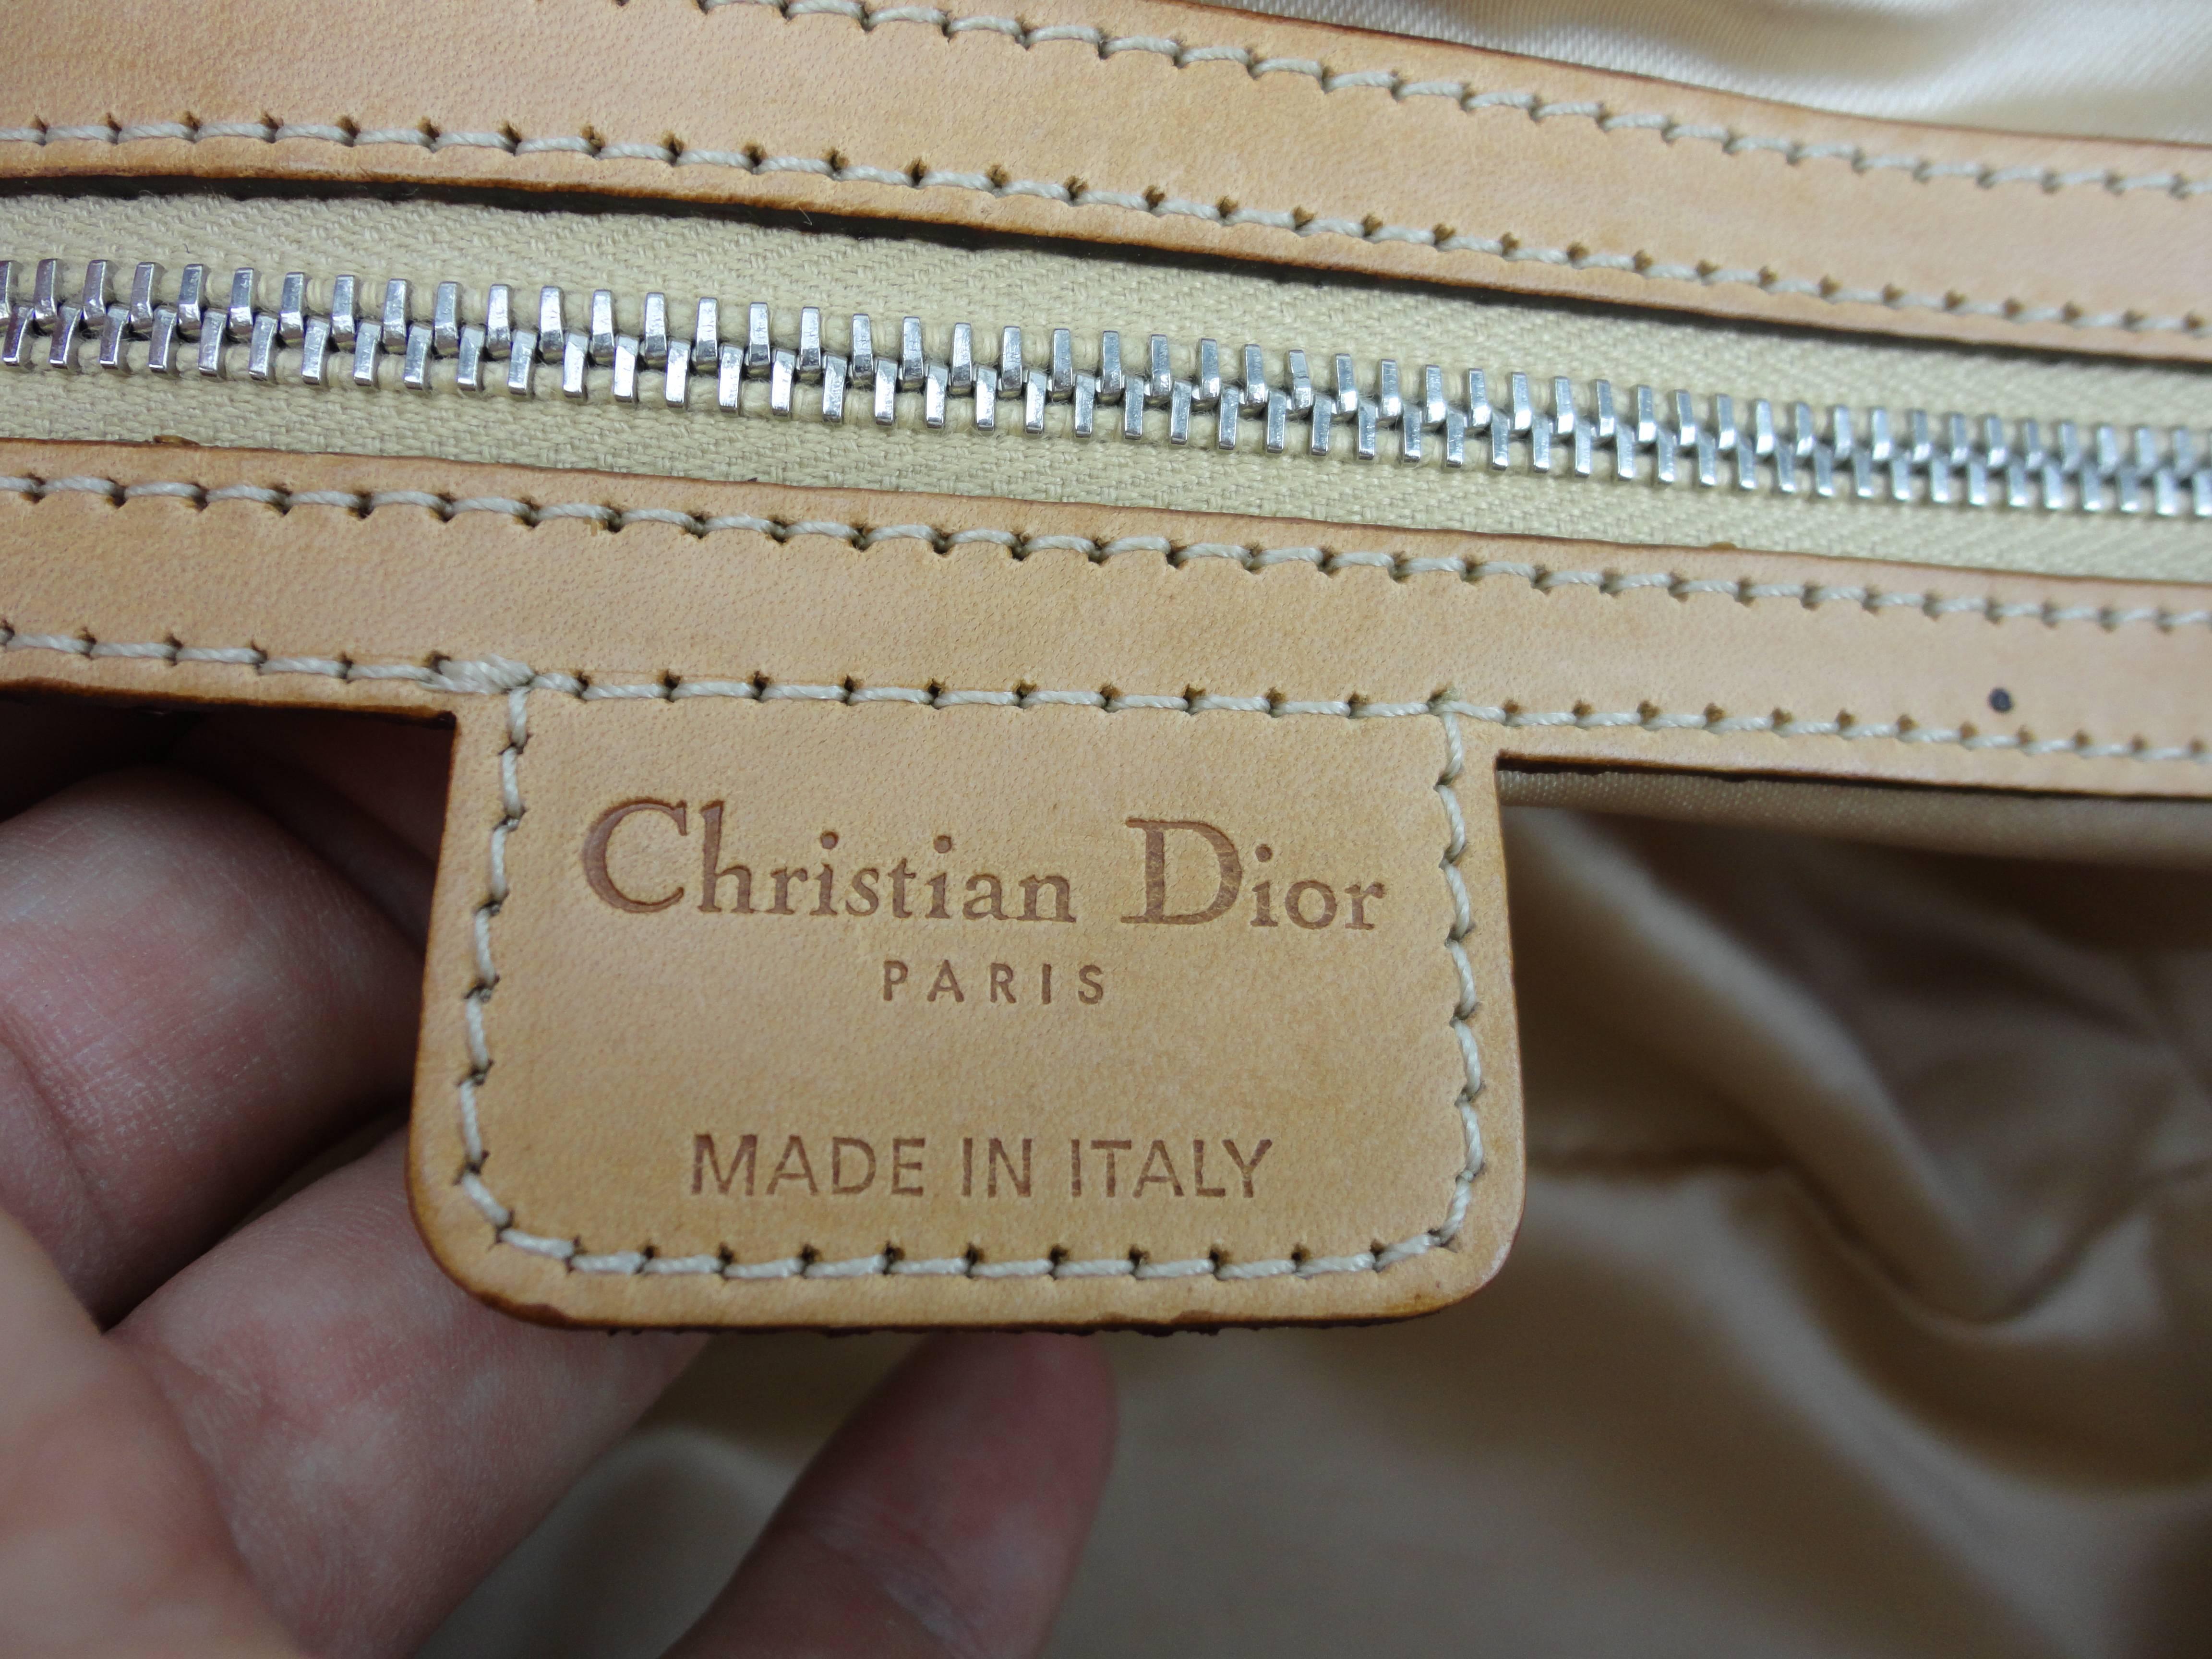 Christian Dior
PARIS
MADE IN ITALY